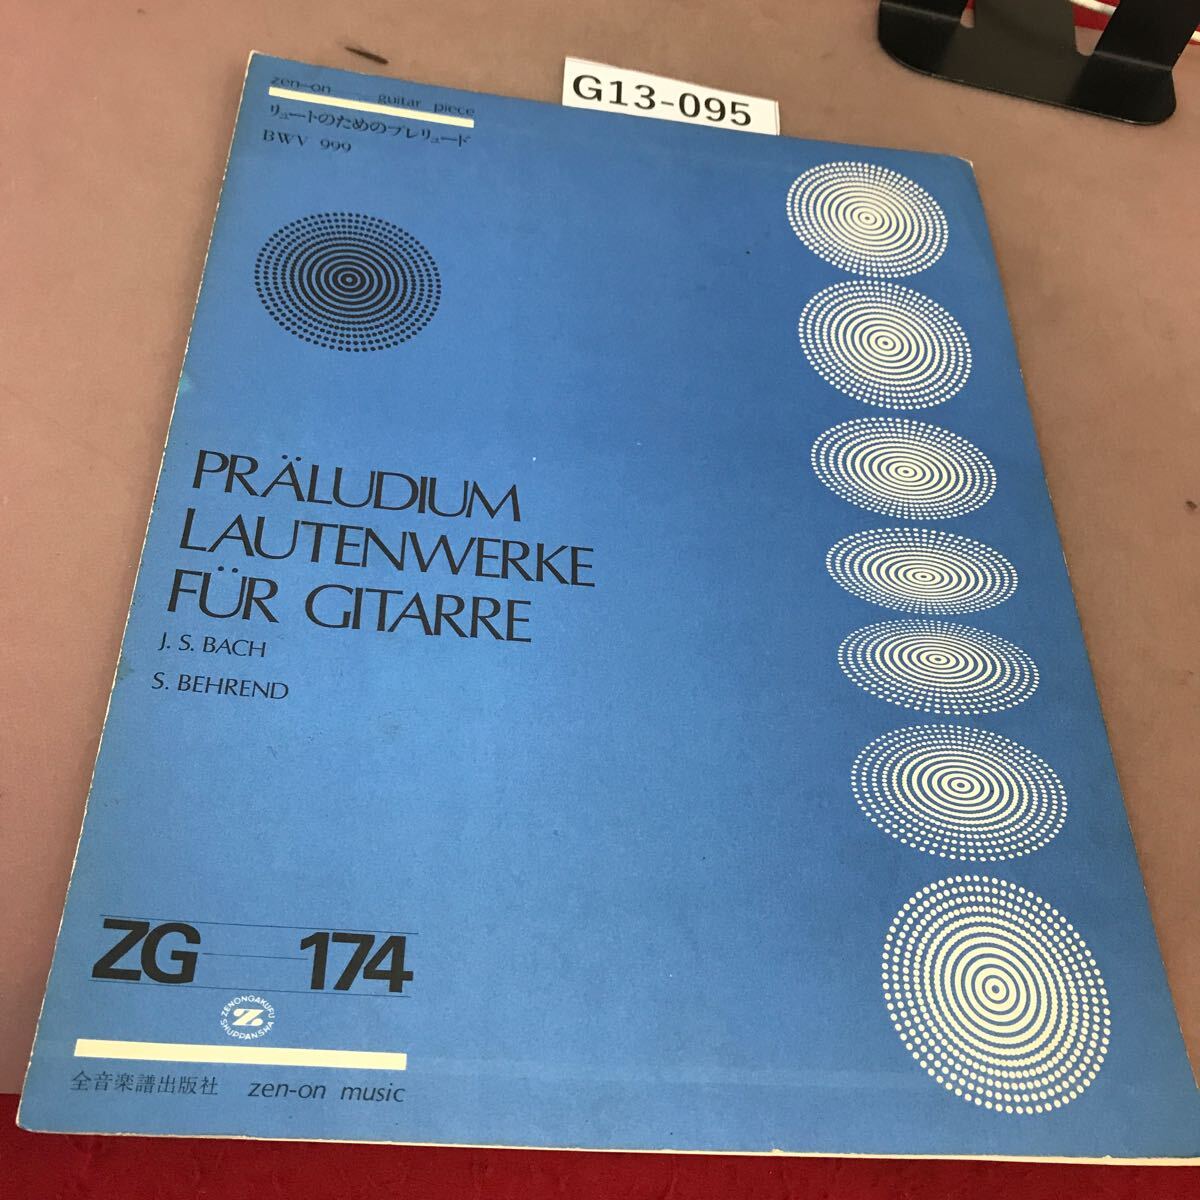 G13-095
zen-on guitar piece
リュートのためのプレリュード
BWV 999
PRÄLUDIUM
LAUTENWERKE
FÜR GITARRE
J. S. BACH
S. BEHREND
ZG 174
ZENONGAKUFU
SHUPPANSHA
全音楽譜出版社 zen-on music